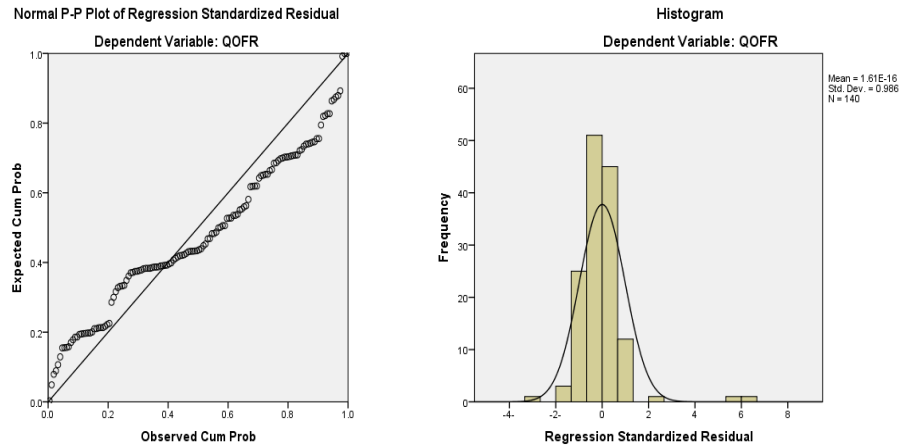 Normal P-P Plot of Regression Standardized Residual
Dependent Variable: QOFR
Expected Cum Prob
1.0
0.8
0.6
0.4
0.2
0.0
0.0 0.2 0.4 0.6 0.8 1.0
Observed Cum Prob
Histogram
Dependent Variable: QOFR
Mean = 1.61E-16
Std. Dev. = 0.986
N = 140
Frequency
60
50
40
30
20
10
0
-4 -2 0 2 4 6 8
Regression Standardized Residual